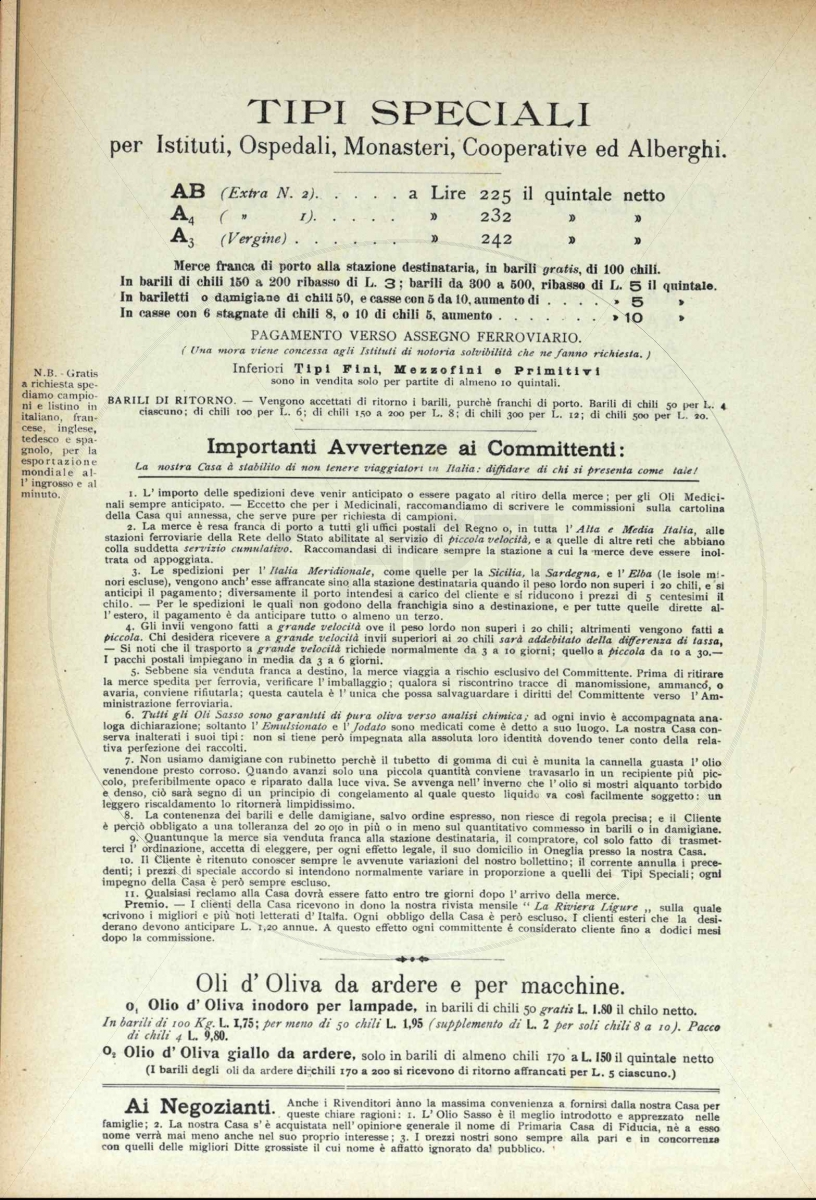 TIPI SPECIALI
per Istituti, Ospedali, Monasteri, Cooperative ed Alberghi.
AB (Extra N. 2). . . . . a Lire 225 il quintale netto
A4 ( " 1). . . . . » 232 » »
A3 (Vergine) . . . . . . » 242 » »
Merce franca di porto alla stazione destinataria, in barili gratis, di 100 chili.
In barili di chili 150 a 200 ribasso di L. 3; barili da 300 a 500, ribasso di L. 5 il quintale.
In bariletti o damigiane di chili 50, e casse con 5 da 10, aumento di . . . . » 5 »
In casse con 6 stagnate di chili 8, o 10 di chili 5, aumento . . . . . . . » 10 »
PAGAMENTO VERSO ASSEGNO FERROVIARIO.
( Una mora viene concessa agli Istituti di notoria solvibilità che ne fanno richiesta. )
Inferiori Tipi Fini, Mezzofini e Primitivi
sono in vendita solo per partite di almeno 10 quintali.
BARILI DI RITORNO. — Vengono accettati di ritorno i barili, purchè franchi di porto. Barili di chili 50 per L. 4
ciascuno; di chili 100 per L. 6; di chili 150 a 200 per L. 8; di chili 300 per L. 12; di chili 500 per L. 20.
N.B. - Gratis
a richiesta spe-
diamo campio-
ni e listino in
italiano, fran-
cese, inglese,
tedesco e spa-
gnolo, per la
esportazione
mondiale al-
l' ingrosso e al
minuto.
Importanti Avvertenze ai Committenti:
La nostra Casa à stabilito di non tenere viaggiatori in Italia: diffidare di chi si presenta come tale!
1. L' importo delle spedizioni deve venir anticipato o essere pagato al ritiro della merce; per gli Oli Medici-
nali sempre anticipato. — Eccetto che per i Medicinali, raccomandiamo di scrivere le commissioni sulla cartolina
della Casa qui annessa, che serve pure per richiesta di campioni.
2. La merce è resa franca di porto a tutti gli uffici postali del Regno o, in tutta l' Alta e Media Italia, alle
stazioni ferroviarie della Rete dello Stato abilitate al servizio di piccola velocità, e a quelle di altre reti che abbiano
colla suddetta servizio cumulativo. Raccomandasi di indicare sempre la stazione a cui la merce deve essere inol-
trata od appoggiata.
3. Le spedizioni per l' Italia Meridionale, come quelle per la Sicilia, la Sardegna, e l' Elba (le isole mi-
nori escluse), vengono anch' esse affrancate sino alla stazione destinataria quando il peso lordo non superi i 20 chili, e si
anticipi il pagamento; diversamente il porto intendesi a carico del cliente e si riducono i prezzi di 5 centesimi il
chilo. — Per le spedizioni le quali non godono della franchigia sino a destinazione, e per tutte quelle dirette al-
l' estero, il pagamento è da anticipare tutto o almeno un terzo.
4. Gli invii vengono fatti a grande velocità ove il peso lordo non superi i 20 chili; altrimenti vengono fatti a
piccola. Chi desidera ricevere a grande velocità invii superiori ai 20 chili sarà addebitato della differenza di tassa,
— Si noti che il trasporto a grande velocità richiede normalmente da 3 a 10 giorni; quello a piccola da 10 a 30.—
I pacchi postali impiegano in media da 3 a 6 giorni.
5. Sebbene sia venduta franca a destino, la merce viaggia a rischio esclusivo del Committente. Prima di ritirare
la merce spedita per ferrovia, verificare l' imballaggio; qualora si riscontrino tracce di manomissione, ammanco, o
avaria, conviene rifiutarla; questa cautela è l' unica che possa salvaguardare i diritti del Committente verso l' Am-
ministrazione ferroviaria.
6. Tutti gli Oli Sasso sono garantiti di pura oliva verso analisi chimica; ad ogni invio è accompagnata ana-
loga dichiarazione; soltanto l' Emulsionato e l' Jodato sono medicati come è detto a suo luogo. La nostra Casa con-
serva inalterati i suoi tipi: non si tiene però impegnata alla assoluta loro identità dovendo tener conto della rela-
tiva perfezione dei raccolti.
7. Non usiamo damigiane con rubinetto perchè il tubetto di gomma di cui è munita la cannella guasta l' olio
venendone presto corroso. Quando avanzi solo una piccola quantità conviene travasarlo in un recipiente più pic-
colo, preferibilmente opaco e riparato dalla luce viva. Se avvenga nell' inverno che l' olio si mostri alquanto torbido
e denso, ciò sarà segno di un principio di congelamento al quale questo liquido va così facilmente soggetto: un
leggero riscaldamento lo ritornerà limpidissimo.
8. La contenenza dei barili e delle damigiane, salvo ordine espresso, non riesce di regola precisa; e il Cliente
è perciò obbligato a una tolleranza del 20 o/o in più o in meno sul quantitativo commesso in barili o in damigiane.
9. Quantunque la merce sia venduta franca alla stazione destinataria, il compratore, col solo fatto di trasmet-
terci l' ordinazione, accetta di eleggere, per ogni effetto legale, il suo domicilio in Oneglia presso la nostra Casa.
10. Il Cliente è ritenuto conoscer sempre le avvenute variazioni del nostro bollettino; il corrente annulla i prece-
denti; i prezzi di speciale accordo si intendono normalmente variare in proporzione a quelli dei Tipi Speciali; ogni
impegno della Casa è però sempre escluso.
11. Qualsiasi reclamo alla Casa dovrà essere fatto entro tre giorni dopo l' arrivo della merce.
Premio. — I clienti della Casa ricevono in dono la nostra rivista mensile " La Riviera Ligure „ sulla quale
scrivono i migliori e più noti letterati d' Italia. Ogni obbligo della Casa è però escluso. I clienti esteri che la desi-
derano devono anticipare L. 1,20 annue. A questo effetto ogni committente è considerato cliente fino a dodici mesi
dopo la commissione.
Oli d' Oliva da ardere e per macchine.
O1 Olio d' Oliva inodoro per lampade, in barili di chili 50 gratis L. 1.80 il chilo netto.
In barili di 100 Kg. L. 1,75; per meno di 50 chili L. 1,95 (supplemento di L. 2 per soli chili 8 a 10). Pacco
di chili 4 L. 9,80.
O2 Olio d' Oliva giallo da ardere, solo in barili di almeno chili 170 a L. 150 il quintale netto
(I barili degli oli da ardere di chili 170 a 200 si ricevono di ritorno affrancati per L. 5 ciascuno.)
Ai Negozianti. Anche i Rivenditori ànno la massima convenienza a fornirsi dalla nostra Casa per
queste chiare ragioni: 1. L' Olio Sasso è il meglio introdotto e apprezzato nelle
famiglie; 2. La nostra Casa s' è acquistata nell' opinione generale il nome di Primaria Casa di Fiducia, nè a esso
nome verrà mai meno anche nel suo proprio interesse; 3. I prezzi nostri sono sempre alla pari e in concorrenza
con quelli delle migliori Ditte grossiste il cui nome è affatto ignorato dal pubblico.